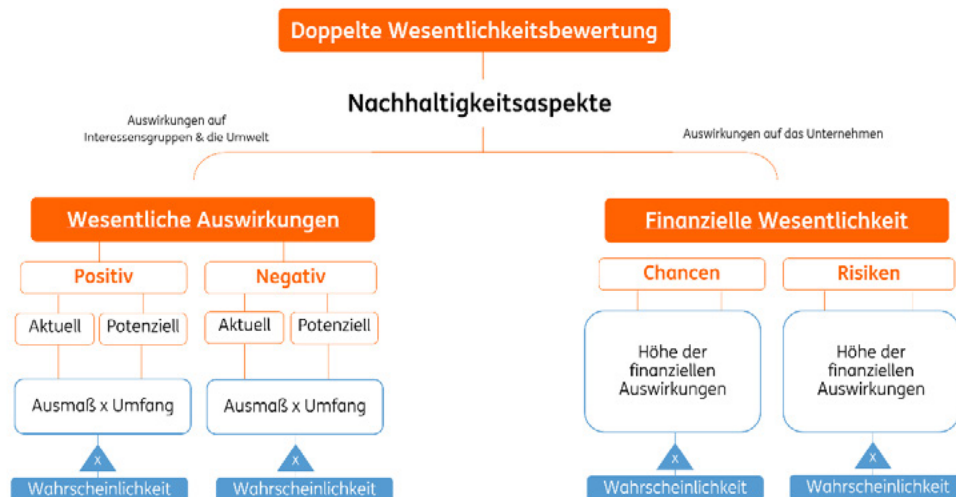 Doppelte Wesentlichkeitsbewertung
Nachhaltigkeitsaspekte
Auswirkungen auf
Interessensgruppen & die Umwelt
Auswirkungen auf das Unternehmen
Wesentliche Auswirkungen
Finanzielle Wesentlichkeit
Positiv
Negativ
Chancen
Risiken
Aktuell
Potenziell
Aktuell
Potenziell
Höhe der
finanziellen
Auswirkungen
Höhe der
finanziellen
Auswirkungen
Ausmaß x Umfang
Ausmaß x Umfang
x
x
x
x
Wahrscheinlichkeit
Wahrscheinlichkeit
Wahrscheinlichkeit
Wahrscheinlichkeit